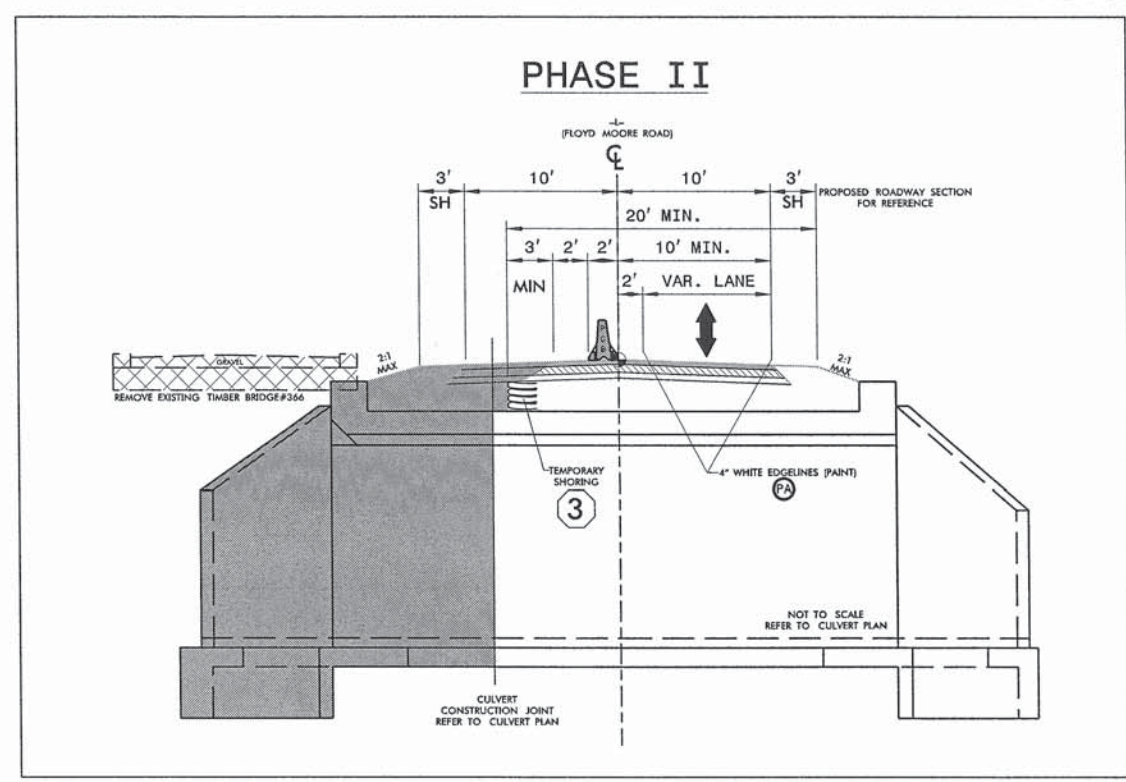 PHASE II
-L-
(FLOYD MOORE ROAD)
CL
3' 10' 10' 3'
SH SH
PROPOSED ROADWAY SECTION
FOR REFERENCE
20' MIN.
3' 2' 2' 10' MIN.
MIN
2' VAR. LANE
GRAVEL
2:1
MAX
2:1
MAX
REMOVE EXISTING TIMBER BRIDGE#366
TEMPORARY
SHORING
3
4" WHITE EDGELINES (PAINT)
PA
NOT TO SCALE
REFER TO CULVERT PLAN
CULVERT
CONSTRUCTION JOINT
REFER TO CULVERT PLAN